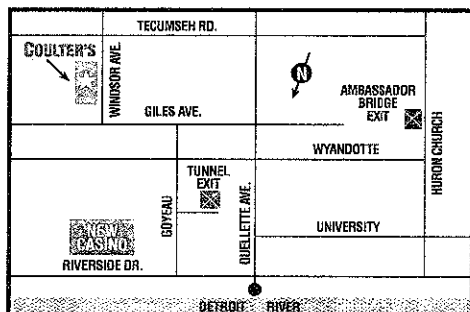 TECUMSEH RD.
COULTER'S
WINDSOR AVE.
N
AMBASSADOR
BRIDGE
EXIT
GILES AVE.
HURON CHURCH
WYANDOTTE
TUNNEL
EXIT
GOYEAU
OUELLETTE AVE.
UNIVERSITY
NEW
CASINO
RIVERSIDE DR.
DETROIT RIVER